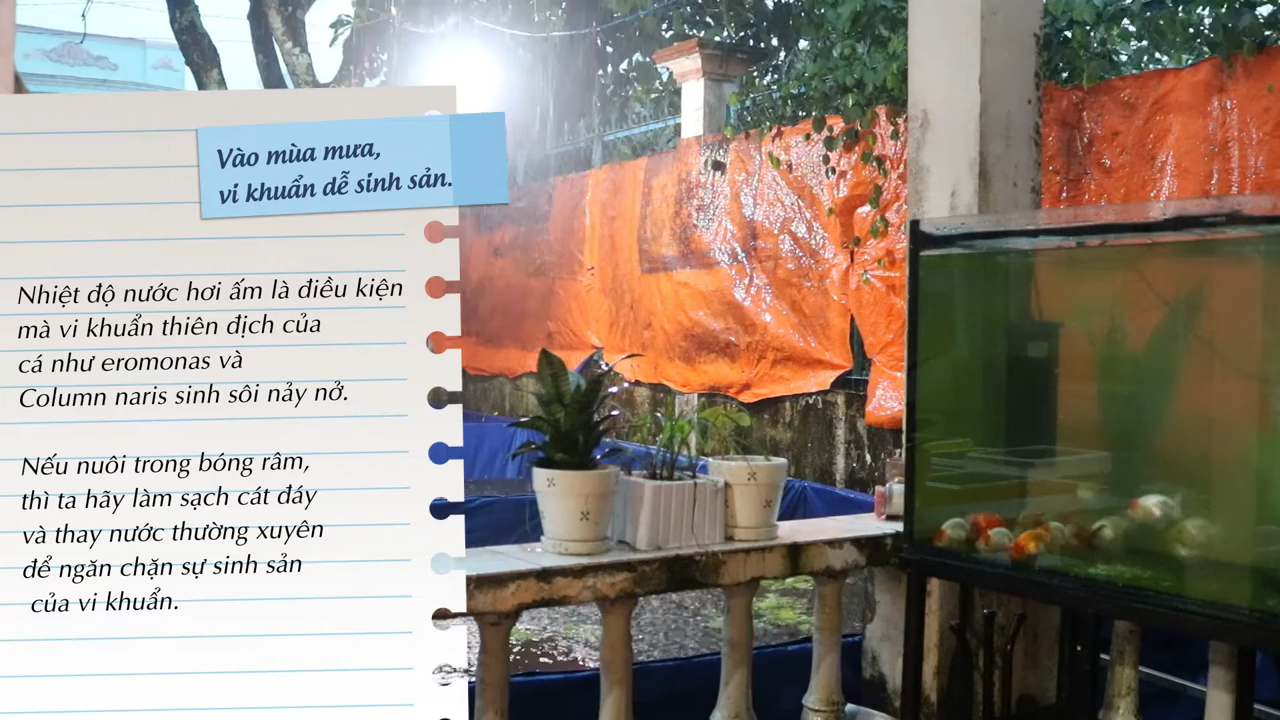 Vào mùa mưa,
vi khuẩn dễ sinh sản.
Nhiệt độ nước hơi ấm là điều kiện
mà vi khuẩn thiên địch của
cá như eromonas và
Column naris sinh sôi nảy nở.
Nếu nuôi trong bóng râm,
thì ta hãy làm sạch cát đáy
và thay nước thường xuyên
để ngăn chặn sự sinh sản
của vi khuẩn.